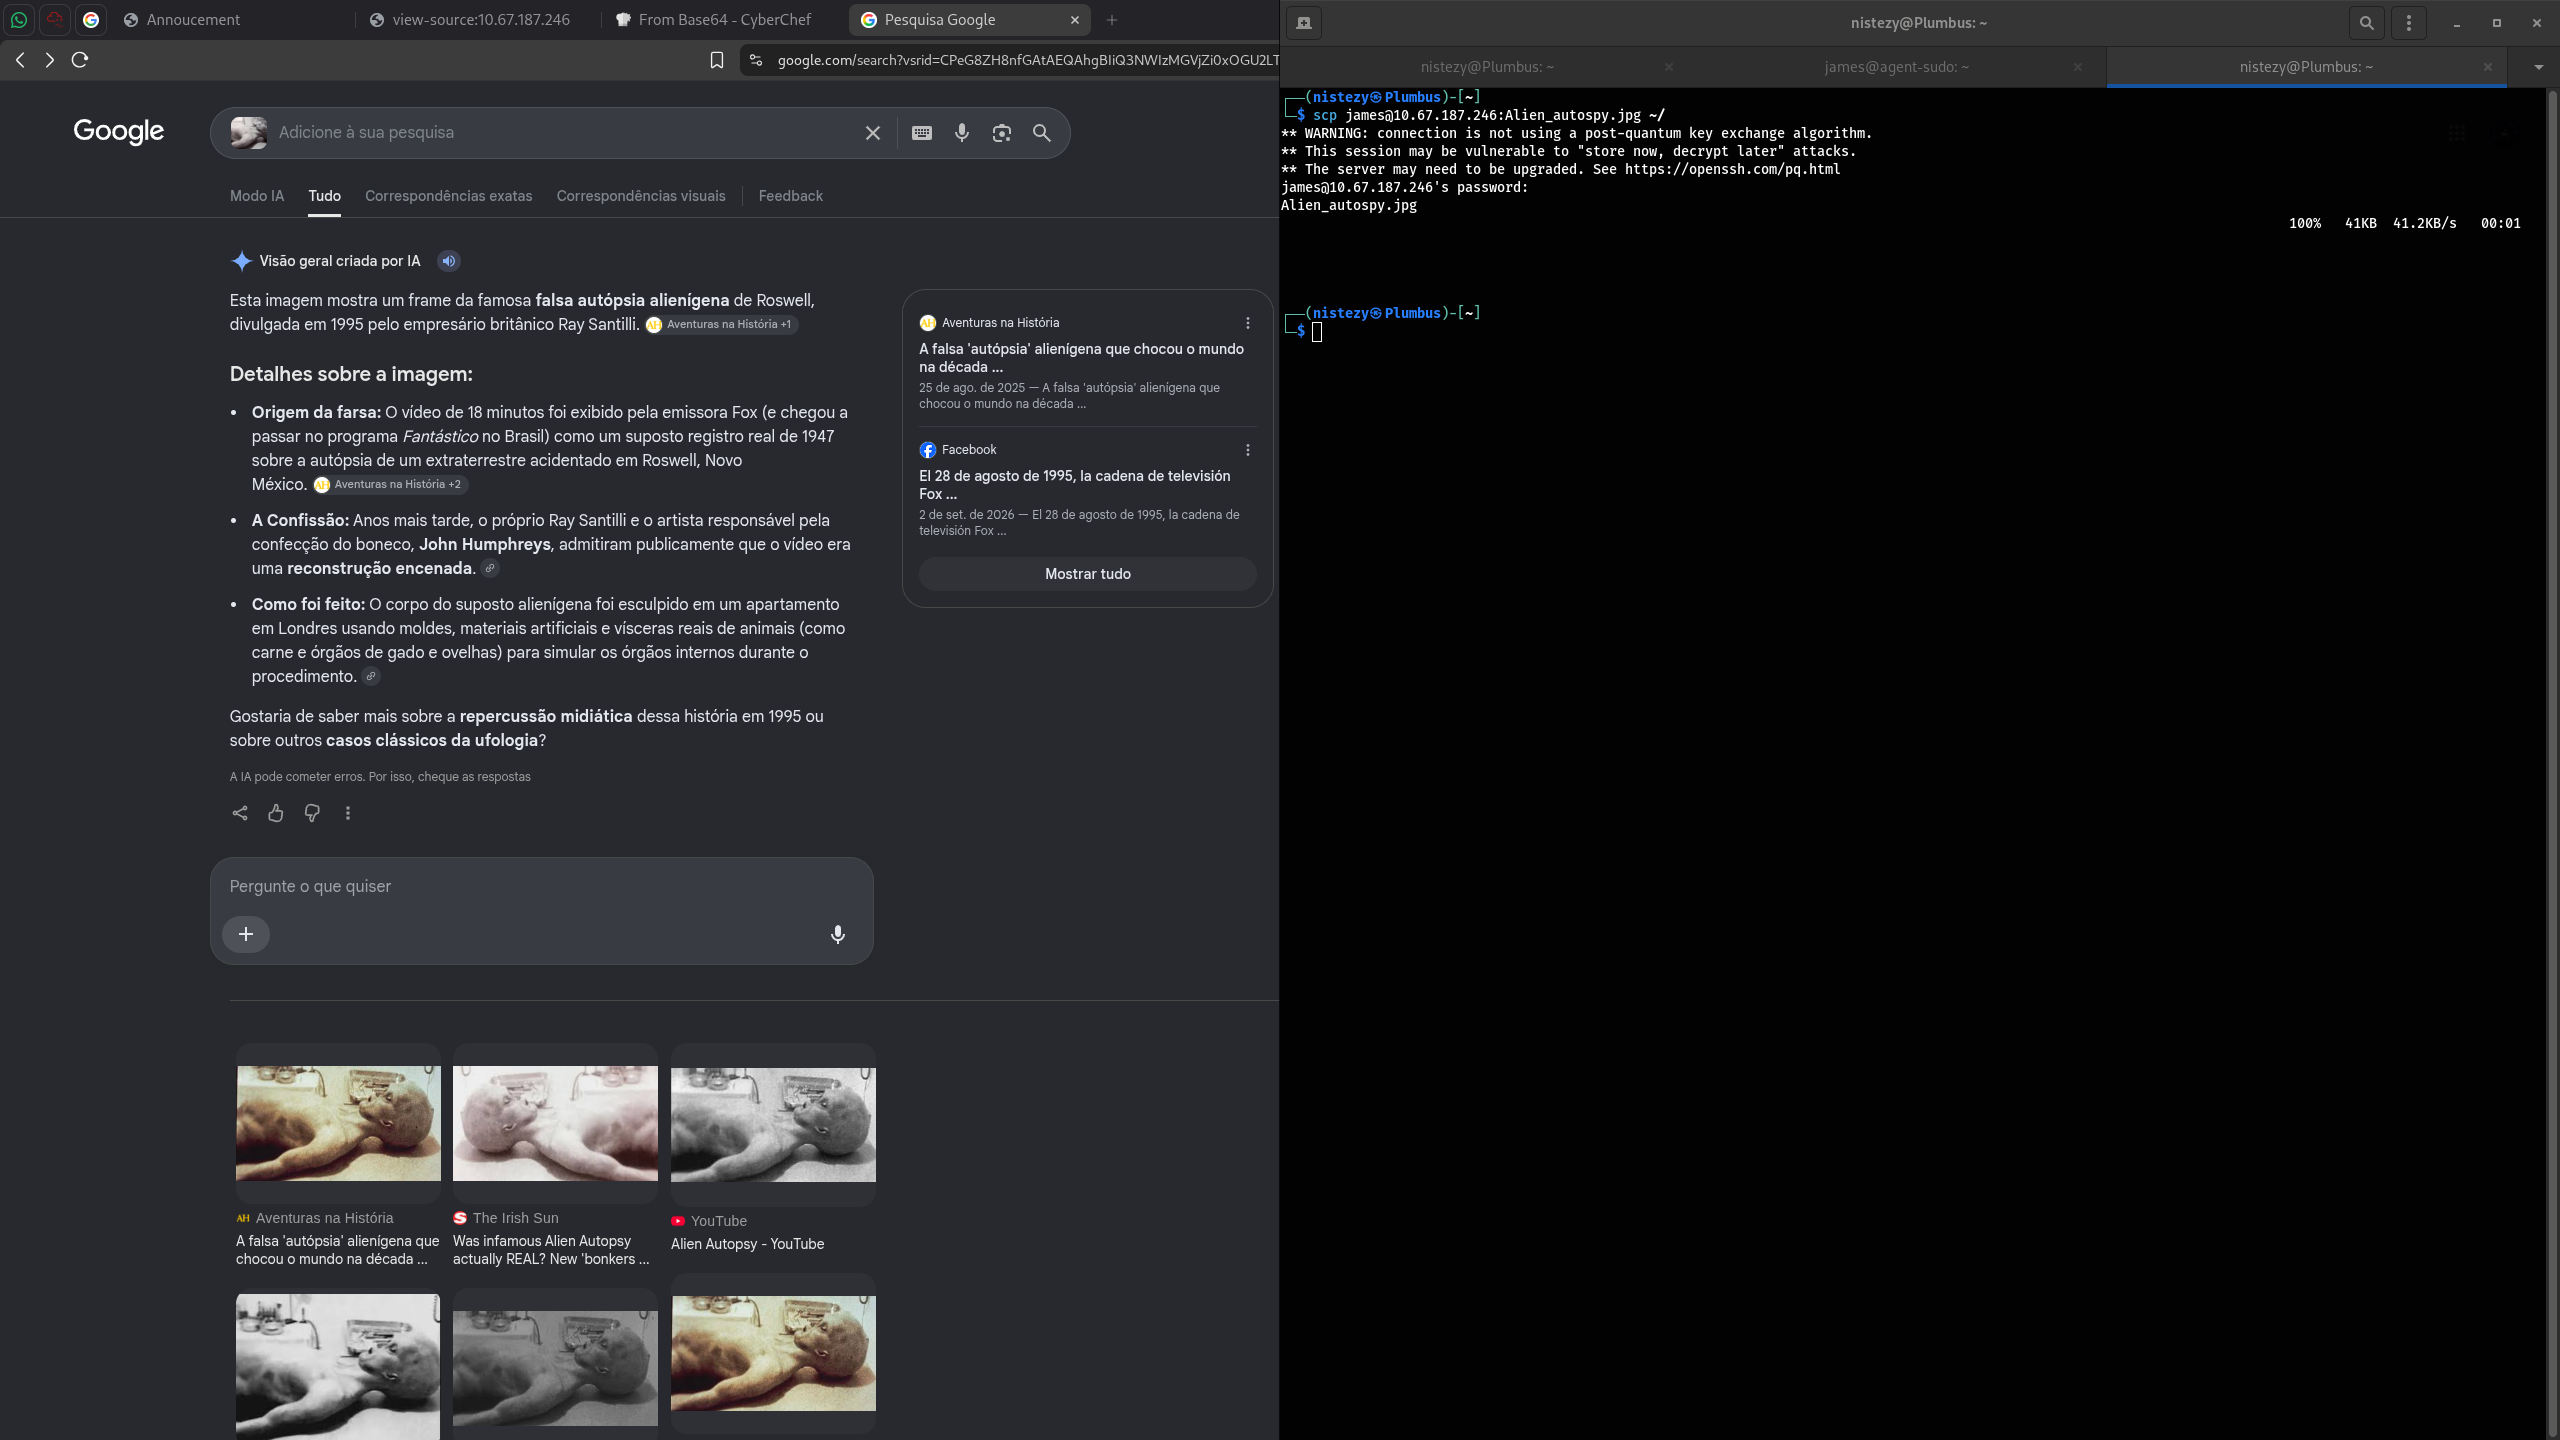 Annoucement
view-source:10.67.187.246
From Base64 - CyberChef
Pesquisa Google
google.com/search?vsrid=CPeG8ZH8nfGAtAEQAhgBIiQ3NWIzMGVjZi0xOGU2LT
Google
Adicione à sua pesquisa
Modo IA
Tudo
Correspondências exatas
Correspondências visuais
Feedback
Visão geral criada por IA
Esta imagem mostra um frame da famosa falsa autópsia alienígena de Roswell,
divulgada em 1995 pelo empresário britânico Ray Santilli. AH Aventuras na História +1
Detalhes sobre a imagem:
• Origem da farsa: O vídeo de 18 minutos foi exibido pela emissora Fox (e chegou a
passar no programa Fantástico no Brasil) como um suposto registro real de 1947
sobre a autópsia de um extraterrestre acidentado em Roswell, Novo
México. AH Aventuras na História +2
• A Confissão: Anos mais tarde, o próprio Ray Santilli e o artista responsável pela
confecção do boneco, John Humphreys, admitiram publicamente que o vídeo era
uma reconstrução encenada.
• Como foi feito: O corpo do suposto alienígena foi esculpido em um apartamento
em Londres usando moldes, materiais artificiais e vísceras reais de animais (como
carne e órgãos de gado e ovelhas) para simular os órgãos internos durante o
procedimento.
Gostaria de saber mais sobre a repercussão midiática dessa história em 1995 ou
sobre outros casos clássicos da ufologia?
A IA pode cometer erros. Por isso, cheque as respostas
Pergunte o que quiser
AH Aventuras na História
A falsa 'autópsia' alienígena que chocou o mundo
na década ...
25 de ago. de 2025 — A falsa 'autópsia' alienígena que
chocou o mundo na década ...
Facebook
El 28 de agosto de 1995, la cadena de televisión
Fox ...
2 de set. de 2026 — El 28 de agosto de 1995, la cadena de
televisión Fox ...
Mostrar tudo
AH Aventuras na História
A falsa 'autópsia' alienígena que
chocou o mundo na década ...
The Irish Sun
Was infamous Alien Autopsy
actually REAL? New 'bonkers ...
YouTube
Alien Autopsy - YouTube
nistezy@Plumbus: ~
nistezy@Plumbus: ~
james@agent-sudo: ~
nistezy@Plumbus: ~
┌──(nistezy㉿Plumbus)-[~]
└─$ scp james@10.67.187.246:Alien_autospy.jpg ~/
** WARNING: connection is not using a post-quantum key exchange algorithm.
** This session may be vulnerable to "store now, decrypt later" attacks.
** The server may need to be upgraded. See https://openssh.com/pq.html
james@10.67.187.246's password:
Alien_autospy.jpg
100% 41KB 41.2KB/s 00:01
┌──(nistezy㉿Plumbus)-[~]
└─$